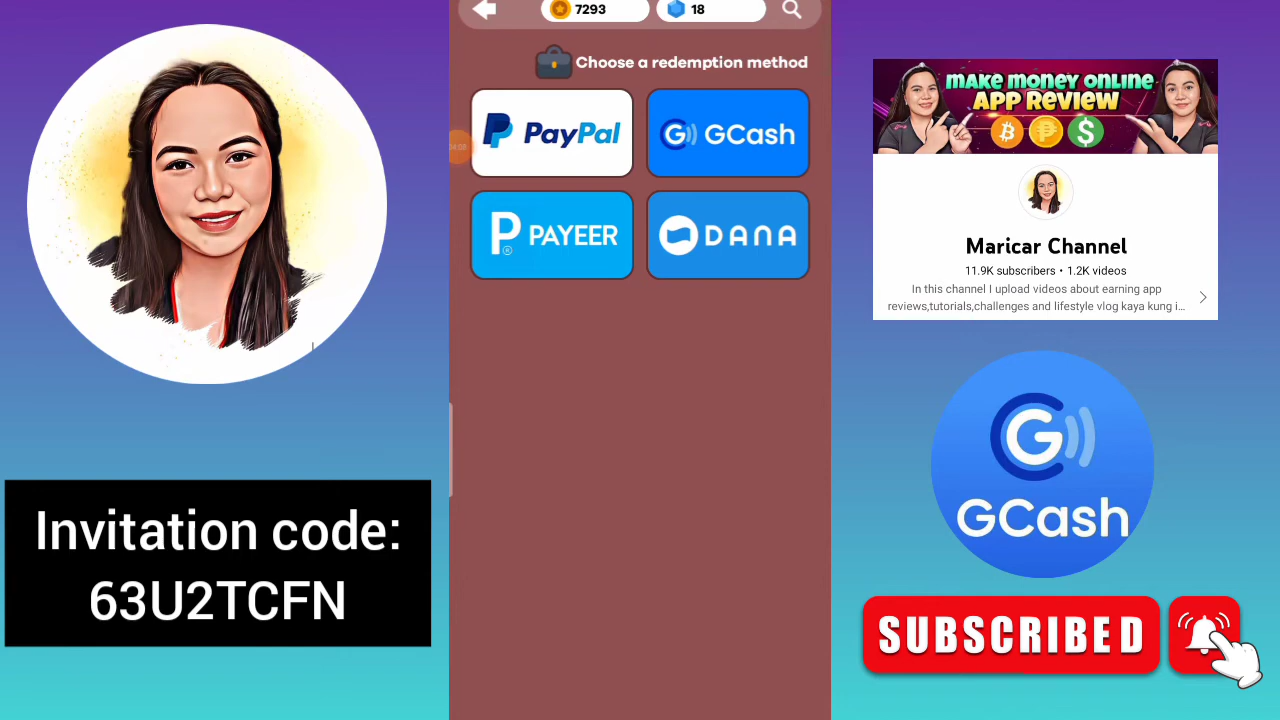 Invitation code:
63U2TCFN
7293
18
Choose a redemption method
PayPal
GCash
PAYEER
DANA
MAKE MONEY ONLINE
APP REVIEW
Maricar Channel
11.9K subscribers • 1.2K videos
In this channel I upload videos about earning app
reviews,tutorials,challenges and lifestyle vlog kaya kung i...
GCash
SUBSCRIBED